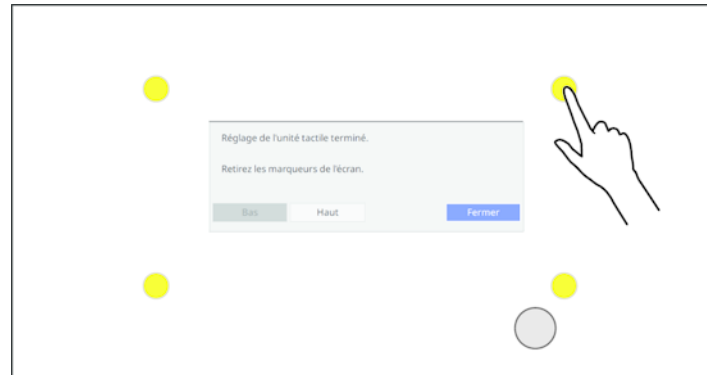 Réglage de l'unité tactile terminé.
Retirez les marqueurs de l'écran.
Bas Haut Fermer